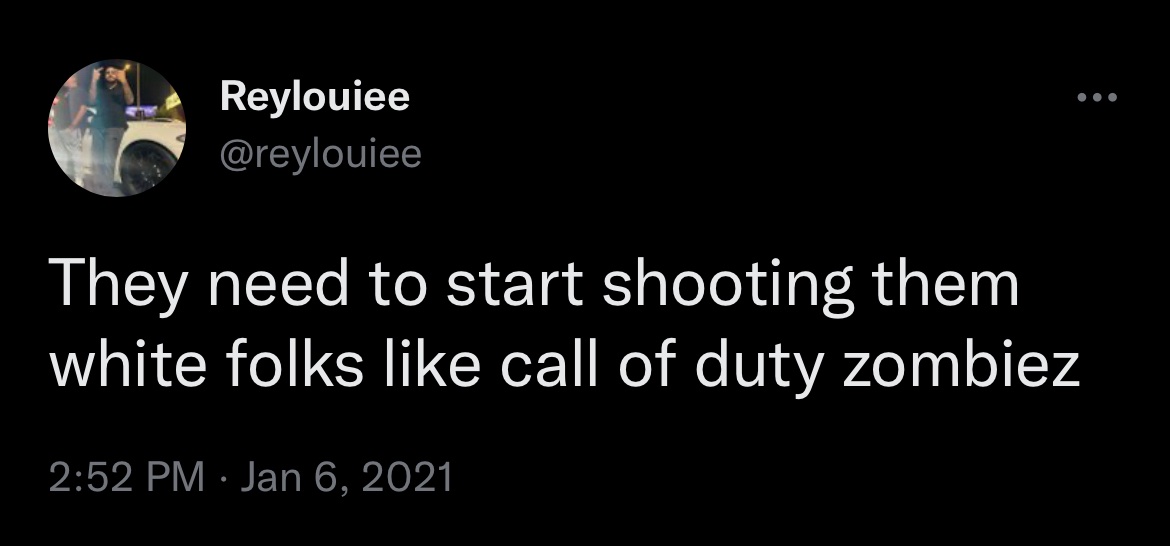 Reylouiee
@reylouiee
They need to start shooting them
white folks like call of duty zombiez
2:52 PM · Jan 6, 2021